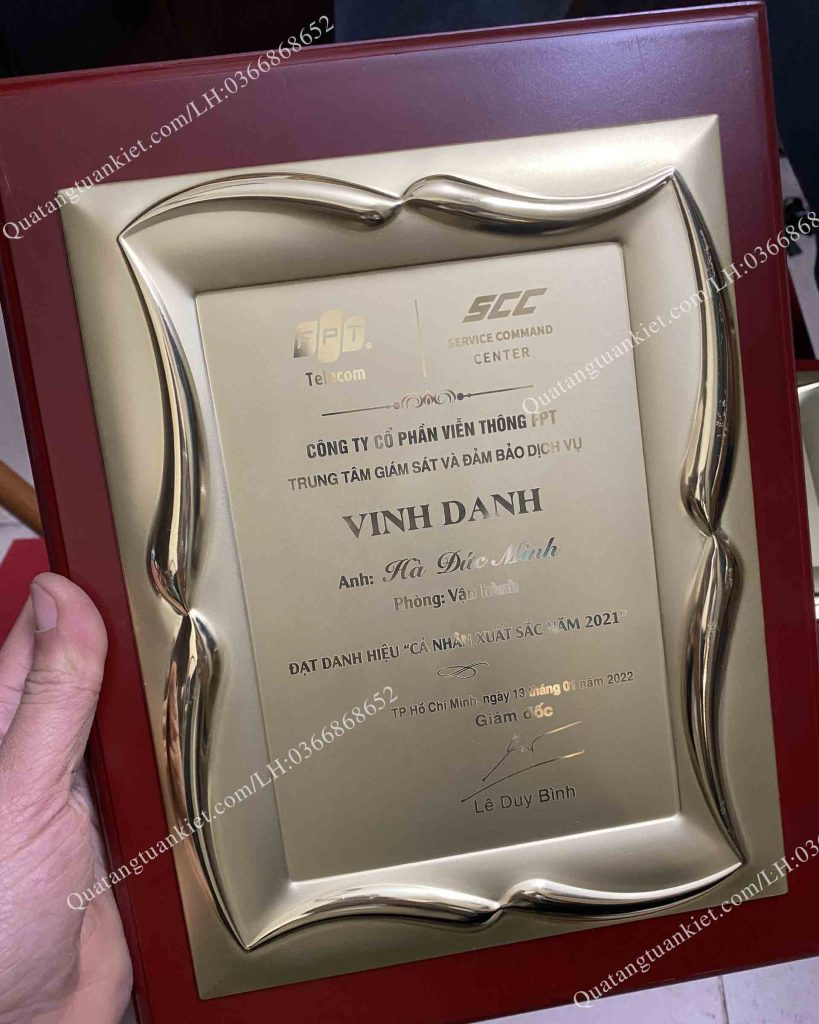 Quatangtuankiet.com/LH:0366868652
FPT
Telecom
SCC
SERVICE COMMAND
CENTER
CÔNG TY CỔ PHẦN VIỄN THÔNG FPT
TRUNG TÂM GIÁM SÁT VÀ ĐẢM BẢO DỊCH VỤ
VINH DANH
Anh: Hà Đức Minh
Phòng: Vận hành
ĐẠT DANH HIỆU “CÁ NHÂN XUẤT SẮC NĂM 2021”
TP Hồ Chí Minh, ngày 13 tháng 01 năm 2022
Giám đốc
Lê Duy Bình
Quatangtuankiet.com/LH:036686
Quatangtuankiet.com/LH:0366868652
Quatangtuankiet.com/LH:03